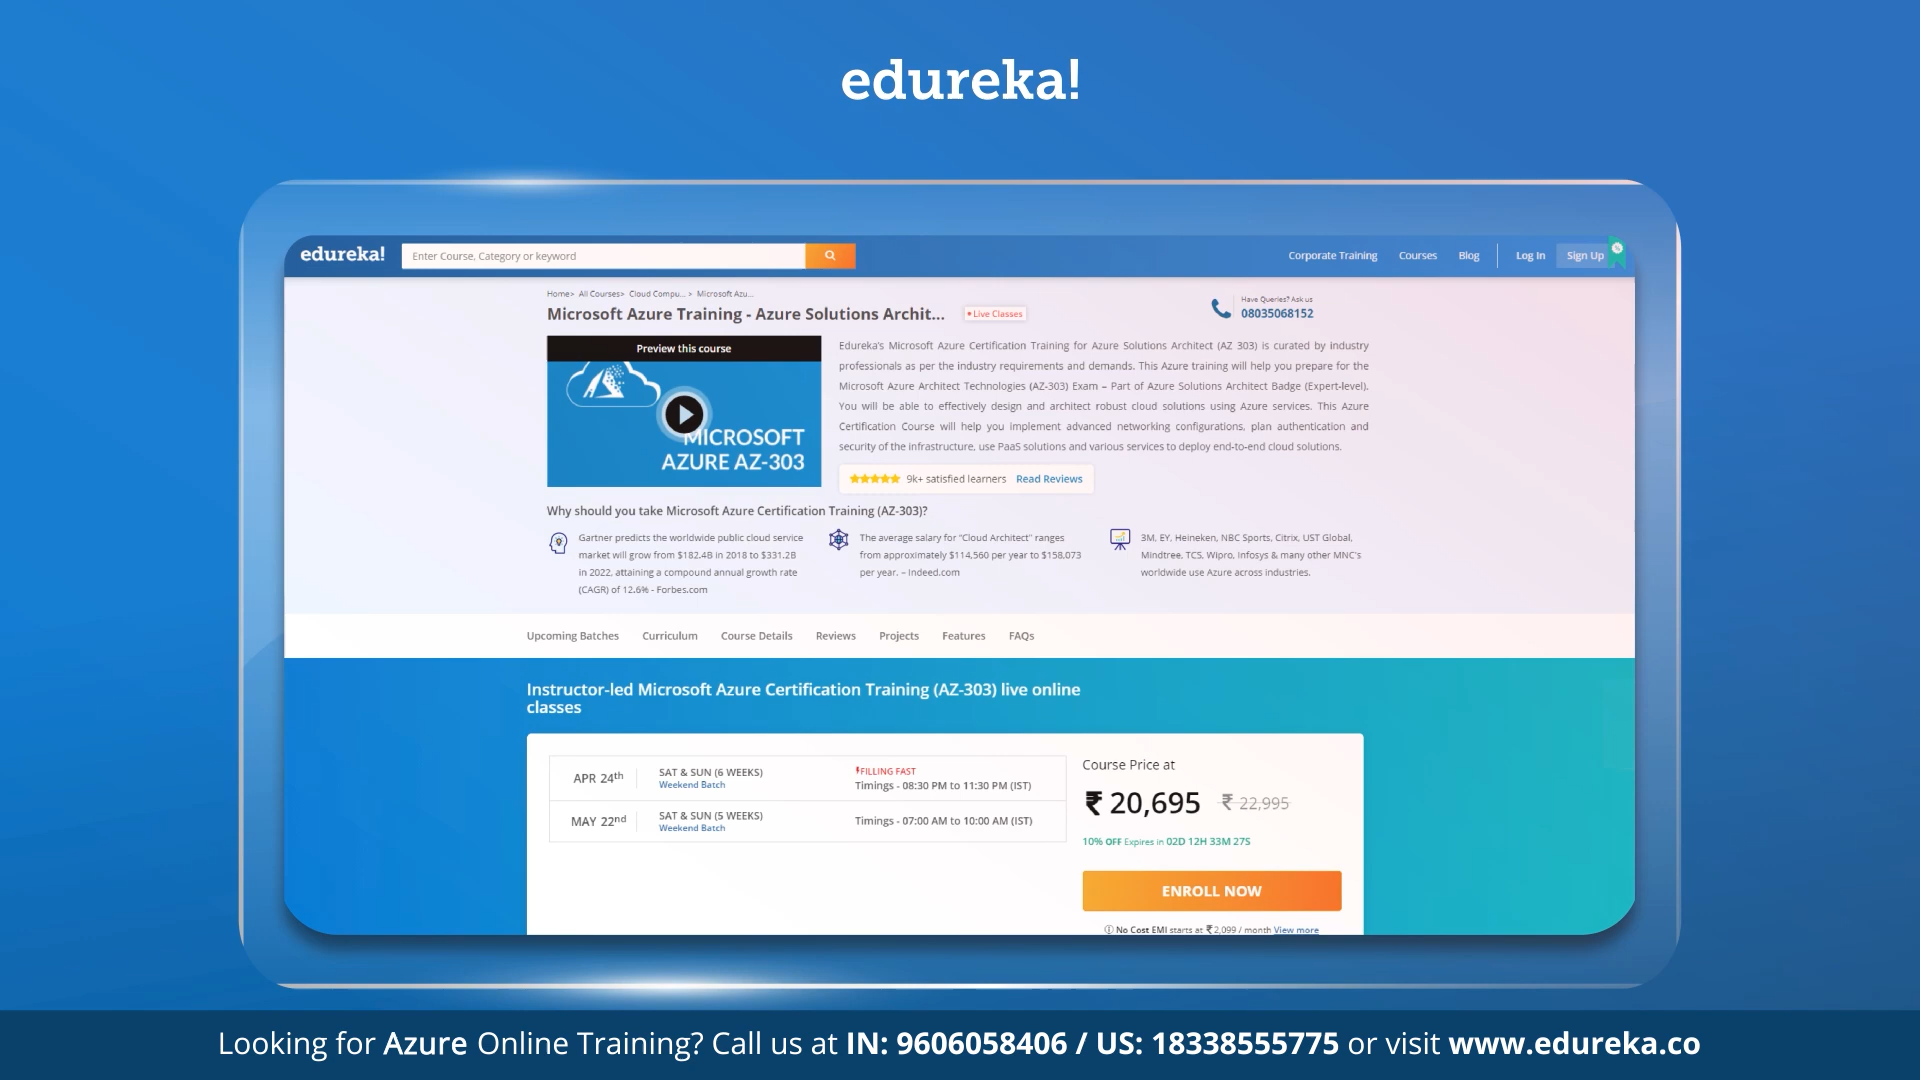 edureka!
edureka!
Enter Course, Category or keyword
Corporate Training
Courses
Blog
Log In
Sign Up
Home> All Courses> Cloud Compu... > Microsoft Azu...
Microsoft Azure Training - Azure Solutions Archit...
• Live Classes
Have Queries? Ask us
08035068152
Preview this course
MICROSOFT
AZURE AZ-303
Edureka's Microsoft Azure Certification Training for Azure Solutions Architect (AZ 303) is curated by industry
professionals as per the industry requirements and demands. This Azure training will help you prepare for the
Microsoft Azure Architect Technologies (AZ-303) Exam – Part of Azure Solutions Architect Badge (Expert-level).
You will be able to effectively design and architect robust cloud solutions using Azure services. This Azure
Certification Course will help you implement advanced networking configurations, plan authentication and
security of the infrastructure, use PaaS solutions and various services to deploy end-to-end cloud solutions.
9k+ satisfied learners Read Reviews
Why should you take Microsoft Azure Certification Training (AZ-303)?
Gartner predicts the worldwide public cloud service
market will grow from $182.4B in 2018 to $331.2B
in 2022, attaining a compound annual growth rate
(CAGR) of 12.6% - Forbes.com
The average salary for "Cloud Architect" ranges
from approximately $114,560 per year to $158,073
per year. – Indeed.com
3M, EY, Heineken, NBC Sports, Citrix, UST Global,
Mindtree, TCS, Wipro, Infosys & many other MNC's
worldwide use Azure across industries.
Upcoming Batches
Curriculum
Course Details
Reviews
Projects
Features
FAQs
Instructor-led Microsoft Azure Certification Training (AZ-303) live online
classes
APR 24th
SAT & SUN (6 WEEKS)
Weekend Batch
FILLING FAST
Timings - 08:30 PM to 11:30 PM (IST)
MAY 22nd
SAT & SUN (5 WEEKS)
Weekend Batch
Timings - 07:00 AM to 10:00 AM (IST)
Course Price at
₹ 20,695 ₹ 22,995
10% OFF Expires in 02D 12H 33M 27S
ENROLL NOW
No Cost EMI starts at ₹ 2,099 / month View more
Looking for Azure Online Training? Call us at IN: 9606058406 / US: 18338555775 or visit www.edureka.co